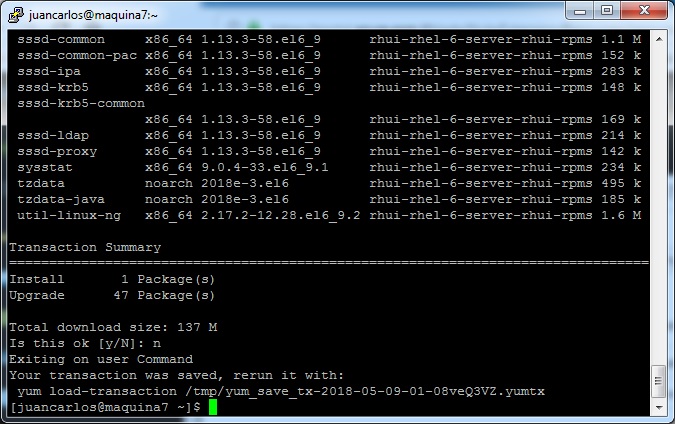 juancarlos@maquina7:~
sssd-common x86_64 1.13.3-58.el6_9 rhui-rhel-6-server-rhui-rpms 1.1 M
sssd-common-pac x86_64 1.13.3-58.el6_9 rhui-rhel-6-server-rhui-rpms 152 k
sssd-ipa x86_64 1.13.3-58.el6_9 rhui-rhel-6-server-rhui-rpms 283 k
sssd-krb5 x86_64 1.13.3-58.el6_9 rhui-rhel-6-server-rhui-rpms 148 k
sssd-krb5-common
x86_64 1.13.3-58.el6_9 rhui-rhel-6-server-rhui-rpms 169 k
sssd-ldap x86_64 1.13.3-58.el6_9 rhui-rhel-6-server-rhui-rpms 214 k
sssd-proxy x86_64 1.13.3-58.el6_9 rhui-rhel-6-server-rhui-rpms 142 k
sysstat x86_64 9.0.4-33.el6_9.1 rhui-rhel-6-server-rhui-rpms 234 k
tzdata noarch 2018e-3.el6 rhui-rhel-6-server-rhui-rpms 495 k
tzdata-java noarch 2018e-3.el6 rhui-rhel-6-server-rhui-rpms 185 k
util-linux-ng x86_64 2.17.2-12.28.el6_9.2 rhui-rhel-6-server-rhui-rpms 1.6 M
Transaction Summary
================================================================================
Install 1 Package(s)
Upgrade 47 Package(s)
Total download size: 137 M
Is this ok [y/N]: n
Exiting on user Command
Your transaction was saved, rerun it with:
yum load-transaction /tmp/yum_save_tx-2018-05-09-01-08veQ3VZ.yumtx
[juancarlos@maquina7 ~]$